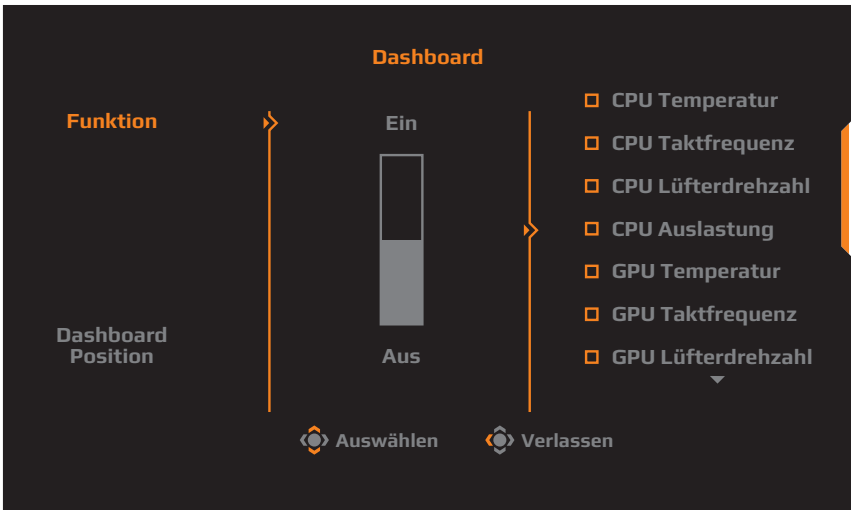 Dashboard
Funktion
Dashboard
Position
Ein
Aus
CPU Temperatur
CPU Taktfrequenz
CPU Lüfterdrehzahl
CPU Auslastung
GPU Temperatur
GPU Taktfrequenz
GPU Lüfterdrehzahl
Auswählen
Verlassen